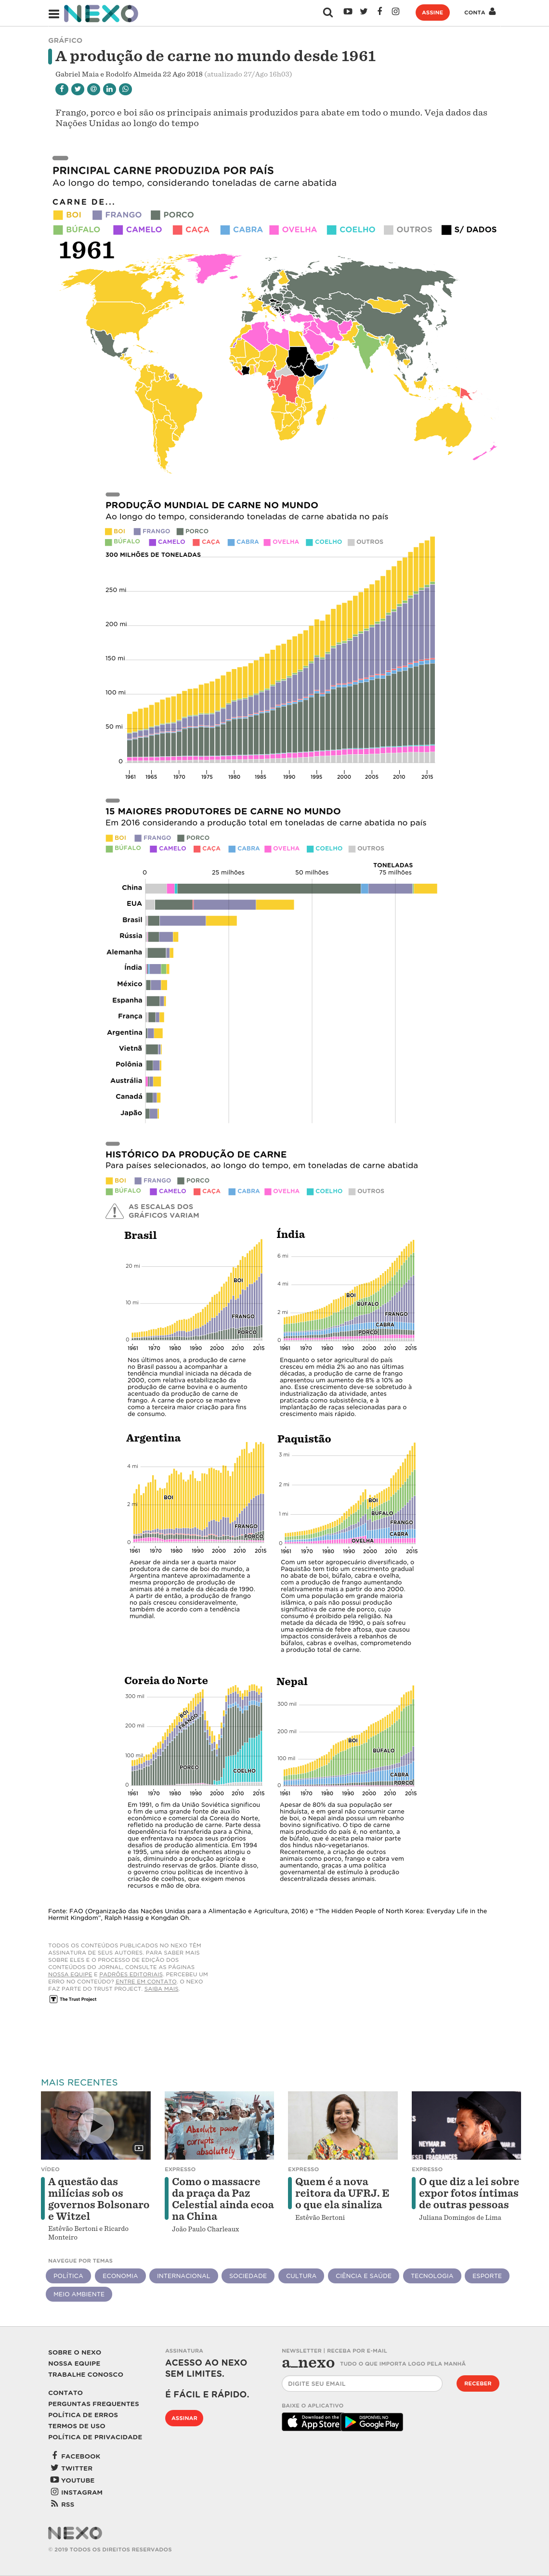 NEXO
ASSINE
CONTA
GRÁFICO
A produção de carne no mundo desde 1961
Gabriel Maia e Rodolfo Almeida 22 Ago 2018 (atualizado 27/Ago 16h03)
Frango, porco e boi são os principais animais produzidos para abate em todo o mundo. Veja dados das
Nações Unidas ao longo do tempo
PRINCIPAL CARNE PRODUZIDA POR PAÍS
Ao longo do tempo, considerando toneladas de carne abatida
CARNE DE...
BOI FRANGO PORCO
BÚFALO CAMELO CAÇA CABRA OVELHA COELHO OUTROS S/ DADOS
1961
PRODUÇÃO MUNDIAL DE CARNE NO MUNDO
Ao longo do tempo, considerando toneladas de carne abatida no país
BOI FRANGO PORCO
BÚFALO CAMELO CAÇA CABRA OVELHA COELHO OUTROS
300 MILHÕES DE TONELADAS
250 mi
200 mi
150 mi
100 mi
50 mi
0
1961 1965 1970 1975 1980 1985 1990 1995 2000 2005 2010 2015
15 MAIORES PRODUTORES DE CARNE NO MUNDO
Em 2016 considerando a produção total em toneladas de carne abatida no país
BOI FRANGO PORCO
BÚFALO CAMELO CAÇA CABRA OVELHA COELHO OUTROS
TONELADAS
0 25 milhões 50 milhões 75 milhões
China
EUA
Brasil
Rússia
Alemanha
Índia
México
Espanha
França
Argentina
Vietnã
Polônia
Austrália
Canadá
Japão
HISTÓRICO DA PRODUÇÃO DE CARNE
Para países selecionados, ao longo do tempo, em toneladas de carne abatida
BOI FRANGO PORCO
BÚFALO CAMELO CAÇA CABRA OVELHA COELHO OUTROS
AS ESCALAS DOS
GRÁFICOS VARIAM
Brasil
20 mi
10 mi
0
BOI
FRANGO
PORCO
1961 1970 1980 1990 2000 2010 2015
Nos últimos anos, a produção de carne
no Brasil passou a acompanhar a
tendência mundial iniciada na década de
2000, com relativa estabilização da
produção de carne bovina e o aumento
acentuado da produção de carne de
frango. A carne de porco se manteve
como a terceira maior criação para fins
de consumo.
Índia
6 mi
4 mi
2 mi
0
BOI
BÚFALO
FRANGO
CABRA
PORCO
1961 1970 1980 1990 2000 2010 2015
Enquanto o setor agricultural do país
cresceu em média 2% ao ano nas últimas
décadas, a produção de carne de frango
apresentou um aumento de 8% a 10% ao
ano. Esse crescimento deve-se sobretudo à
industrialização da atividade, antes
praticada como subsistência, e à
implantação de raças selecionadas para o
crescimento mais rápido.
Argentina
4 mi
2 mi
0
BOI
FRANGO
PORCO
1961 1970 1980 1990 2000 2010 2015
Apesar de ainda ser a quarta maior
produtora de carne de boi do mundo, a
Argentina manteve aproximadamente a
mesma proporção de produção de
animais até a metade da década de 1990.
A partir de então, a produção de frango
no país cresceu consideravelmente,
também de acordo com a tendência
mundial.
Paquistão
3 mi
2 mi
1 mi
0
BOI
BÚFALO
FRANGO
CABRA
OVELHA
1961 1970 1980 1990 2000 2010 2015
Com um setor agropecuário diversificado, o
Paquistão tem tido um crescimento gradual
no abate de boi, búfalo, cabra e ovelha,
com a produção de frango aumentando
relativamente mais a partir do ano 2000.
Com uma população em grande maioria
islâmica, o país não possui produção
significativa de carne de porco, cujo
consumo é proibido pela religião. Na
metade da década de 1990, o país sofreu
uma epidemia de febre aftosa, que causou
impactos consideráveis a rebanhos de
búfalos, cabras e ovelhas, comprometendo
a produção total de carne.
Coreia do Norte
300 mil
200 mil
100 mil
0
BOI
FRANGO
PORCO
COELHO
1961 1970 1980 1990 2000 2010 2015
Em 1991, o fim da União Soviética significou
o fim de uma grande fonte de auxílio
econômico e comercial da Coreia do Norte,
refletido na produção de carne. Parte dessa
dependência foi transferida para a China,
que enfrentava na época seus próprios
desafios de produção alimentícia. Em 1994
e 1995, uma série de enchentes atingiu o
país, diminuindo a produção agrícola e
destruindo reservas de grãos. Diante disso,
o governo criou políticas de incentivo à
criação de coelhos, que exigem menos
recursos e mão de obra.
Nepal
300 mil
200 mil
100 mil
0
BOI
BÚFALO
CABRA
PORCO
1961 1970 1980 1990 2000 2010 2015
Apesar de 80% da sua população ser
hinduísta, e em geral não consumir carne
de boi, o Nepal ainda possui um rebanho
bovino significativo. O tipo de carne
mais produzido do país é, no entanto, a
de búfalo, que é aceita pela maior parte
dos hindus não-vegetarianos.
Recentemente, a criação de outros
animais como porco, frango e cabra vem
aumentando, graças a uma política
governamental de estímulo à produção
descentralizada desses animais.
Fonte: FAO (Organização das Nações Unidas para a Alimentação e Agricultura, 2016) e “The Hidden People of North Korea: Everyday Life in the
Hermit Kingdom”, Ralph Hassig e Kongdan Oh.
TODOS OS CONTEÚDOS PUBLICADOS NO NEXO TÊM
ASSINATURA DE SEUS AUTORES. PARA SABER MAIS
SOBRE ELES E O PROCESSO DE EDIÇÃO DOS
CONTEÚDOS DO JORNAL, CONSULTE AS PÁGINAS
NOSSA EQUIPE E PADRÕES EDITORIAIS. PERCEBEU UM
ERRO NO CONTEÚDO? ENTRE EM CONTATO. O NEXO
FAZ PARTE DO TRUST PROJECT. SAIBA MAIS.
The Trust Project
MAIS RECENTES
Absolute power
corrupts
absolutely
NEYMAR JR
X
DIESEL FRAGRANCES
VÍDEO
A questão das
milícias sob os
governos Bolsonaro
e Witzel
Estêvão Bertoni e Ricardo
Monteiro
EXPRESSO
Como o massacre
da praça da Paz
Celestial ainda ecoa
na China
João Paulo Charleaux
EXPRESSO
Quem é a nova
reitora da UFRJ. E
o que ela sinaliza
Estêvão Bertoni
EXPRESSO
O que diz a lei sobre
expor fotos íntimas
de outras pessoas
Juliana Domingos de Lima
NAVEGUE POR TEMAS
POLÍTICA ECONOMIA INTERNACIONAL SOCIEDADE CULTURA CIÊNCIA E SAÚDE TECNOLOGIA ESPORTE
MEIO AMBIENTE
SOBRE O NEXO
NOSSA EQUIPE
TRABALHE CONOSCO
CONTATO
PERGUNTAS FREQUENTES
POLÍTICA DE ERROS
TERMOS DE USO
POLÍTICA DE PRIVACIDADE
FACEBOOK
TWITTER
YOUTUBE
INSTAGRAM
RSS
ASSINATURA
ACESSO AO NEXO
SEM LIMITES.
É FÁCIL E RÁPIDO.
ASSINAR
NEWSLETTER | RECEBA POR E-MAIL
a_nexo TUDO O QUE IMPORTA LOGO PELA MANHÃ
DIGITE SEU EMAIL
RECEBER
BAIXE O APLICATIVO
Download on the
App Store
DISPONÍVEL NO
Google Play
NEXO
© 2019 TODOS OS DIREITOS RESERVADOS